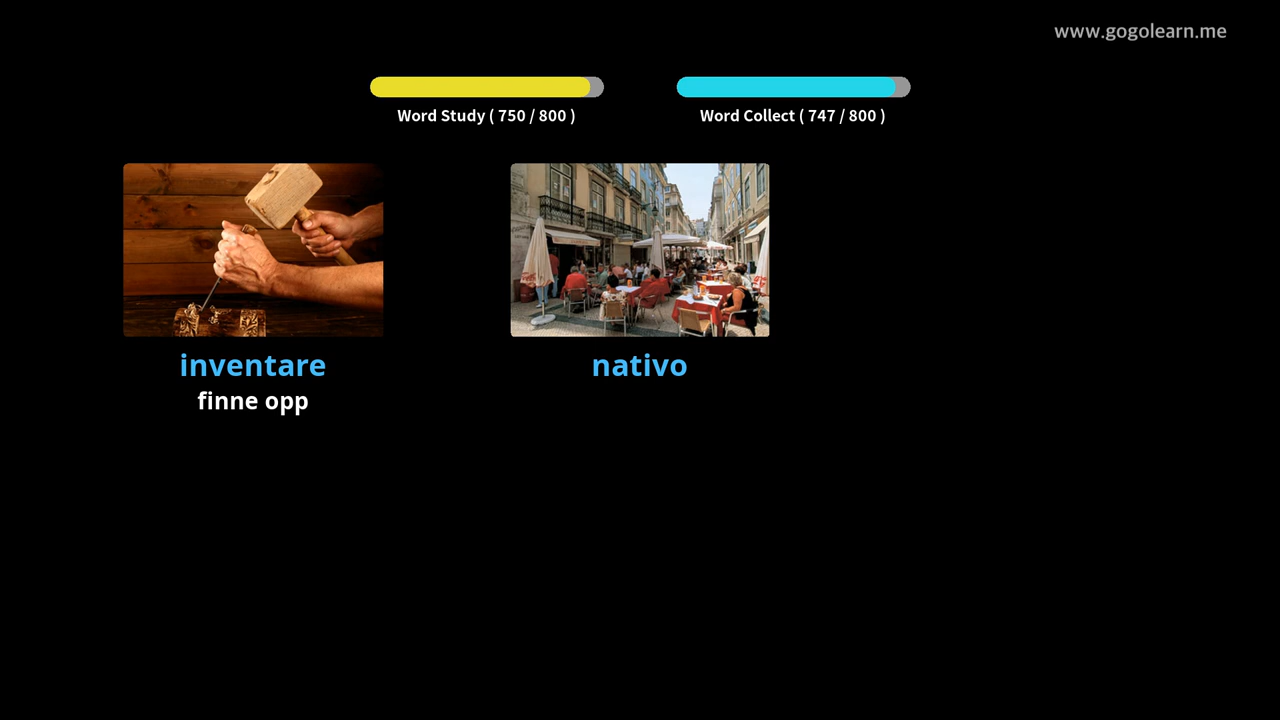 www.gogolearn.me
Word Study ( 750 / 800 )
Word Collect ( 747 / 800 )
inventare
nativo
finne opp